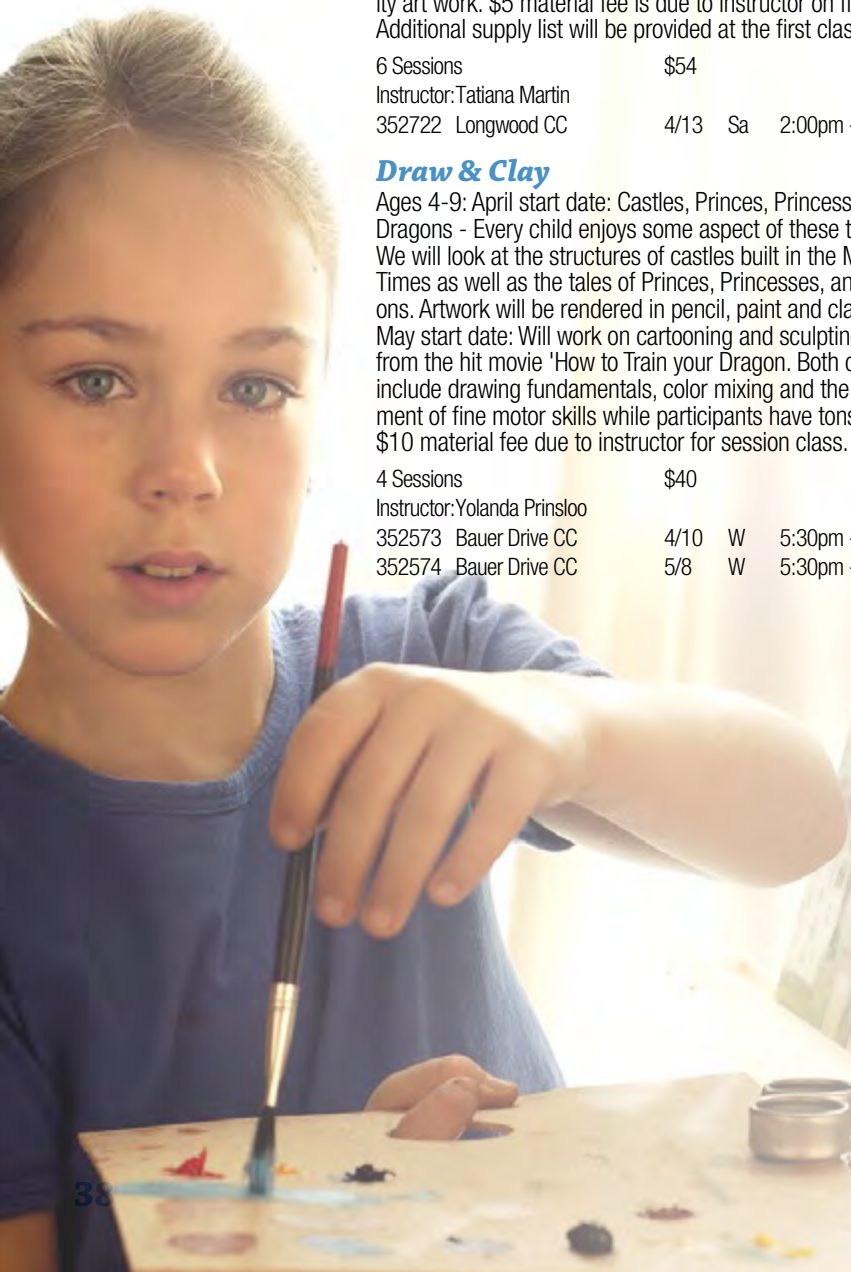 ity art work. $5 material fee is due to instructor on
Additional supply list will be provided at the first
6 Sessions $54
Instructor:Tatiana Martin
352722 Longwood CC 4/13 Sa 2:00pm -
Draw & Clay
Ages 4-9: April start date: Castles, Princes,
Dragons - Every child enjoys some aspect of these
We will look at the structures of castles built in the
Times as well as the tales of Princes, Princesses,
ons. Artwork will be rendered in pencil, paint and
May start date: Will work on cartooning and
from the hit movie 'How to Train your Dragon. Both
include drawing fundamentals, color mixing and the
ment of fine motor skills while participants have
$10 material fee due to instructor for session class.
4 Sessions $40
Instructor:Yolanda Prinsloo
352573 Bauer Drive CC 4/10 W 5:30pm -
352574 Bauer Drive CC 5/8 W 5:30pm -
38